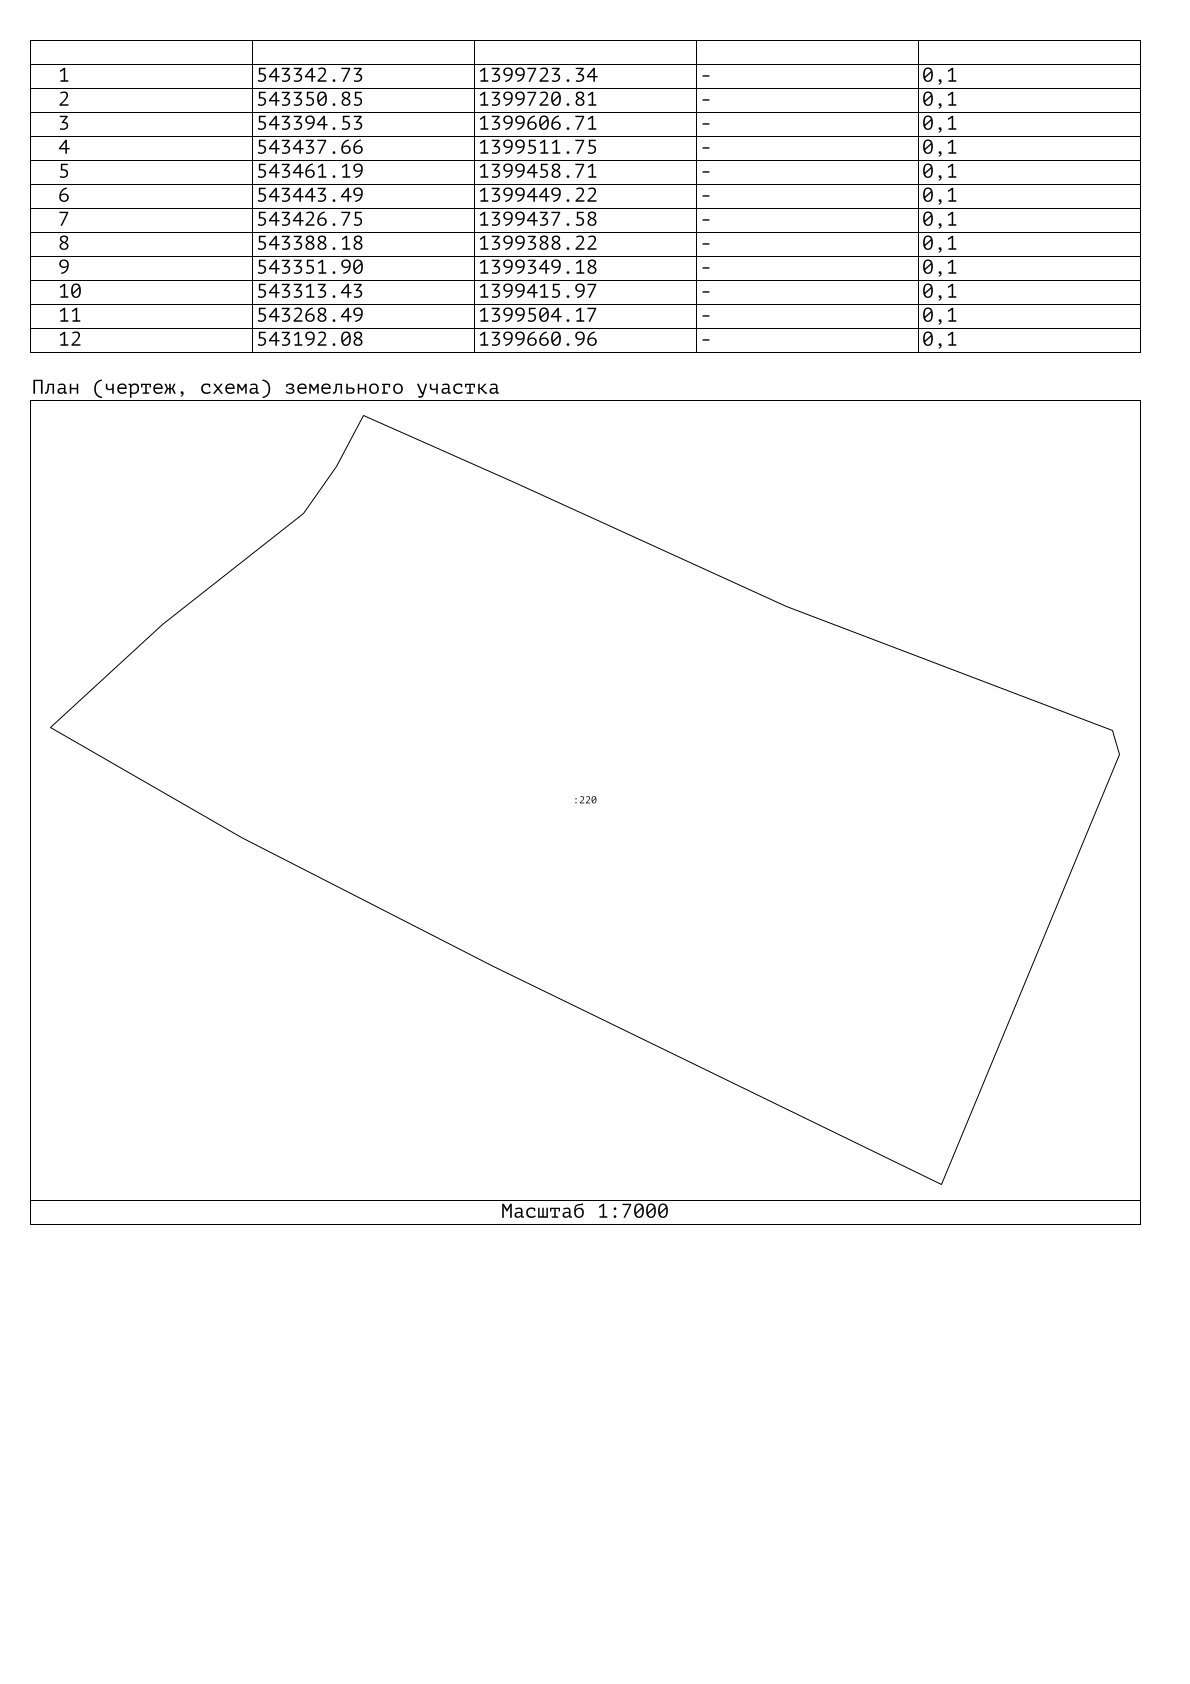 1 543342.73 1399723.34 - 0,1
2 543350.85 1399720.81 - 0,1
3 543394.53 1399606.71 - 0,1
4 543437.66 1399511.75 - 0,1
5 543461.19 1399458.71 - 0,1
6 543443.49 1399449.22 - 0,1
7 543426.75 1399437.58 - 0,1
8 543388.18 1399388.22 - 0,1
9 543351.90 1399349.18 - 0,1
10 543313.43 1399415.97 - 0,1
11 543268.49 1399504.17 - 0,1
12 543192.08 1399660.96 - 0,1
План (чертеж, схема) земельного участка
:220
Масштаб 1:7000